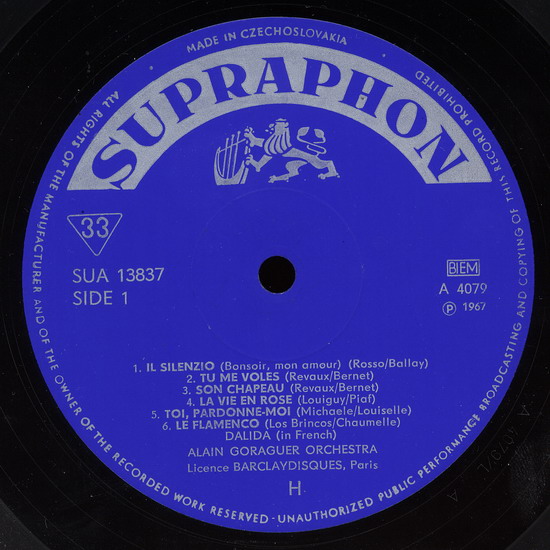 MADE IN CZECHOSLOVAKIA
ALL RIGHTS OF THE MANUFACTURER AND OF THE OWNER OF THE RECORDED WORK RESERVED - UNAUTHORIZED PUBLIC PERFORMANCE BROADCASTING AND COPYING OF THIS RECORD PROHIBITED
SUPRAPHON
33
SUA 13837
SIDE 1
BIEM
A 4079
Ⓟ 1967
1. IL SILENZIO (Bonsoir, mon amour) (Rosso/Ballay)
2. TU ME VOLES (Revaux/Bernet)
3. SON CHAPEAU (Revaux/Bernet)
4. LA VIE EN ROSE (Louiguy/Piaf)
5. TOI, PARDONNE-MOI (Michaele/Louiselle)
6. LE FLAMENCO (Los Brincos/Chaumelle)
DALIDA (in French)
ALAIN GORAGUER ORCHESTRA
Licence BARCLAYDISQUES, Paris
H